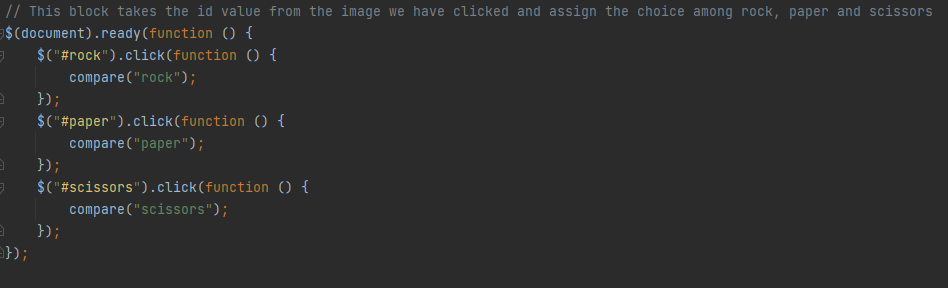 // This block takes the id value from the image we have clicked and assign the choice among rock, paper and scissors
$(document).ready(function () {
    $("#rock").click(function () {
        compare("rock");
    });
    $("#paper").click(function () {
        compare("paper");
    });
    $("#scissors").click(function () {
        compare("scissors");
    });
});